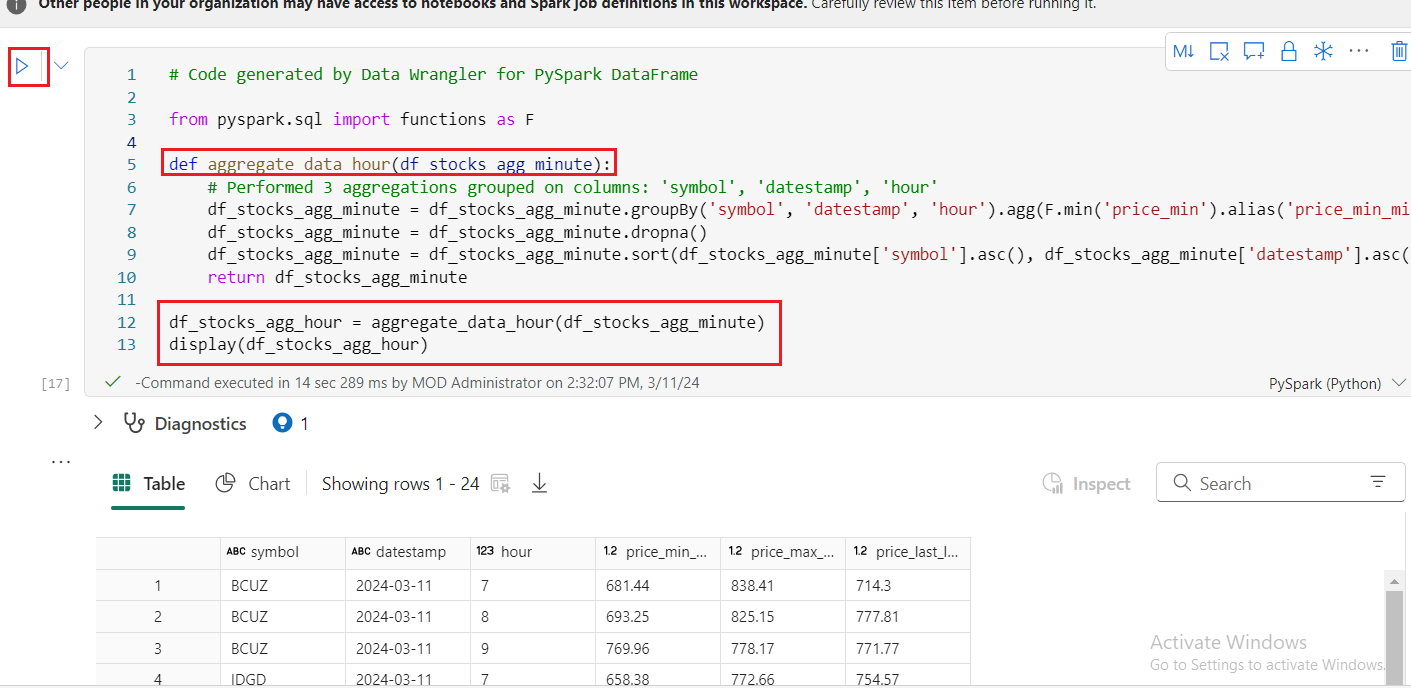 Other people in your organization may have access to notebooks and Spark job definitions in this workspace. Carefully review this item before running it.
M↓
1 # Code generated by Data Wrangler for PySpark DataFrame
2
3 from pyspark.sql import functions as F
4
5 def aggregate_data_hour(df_stocks_agg_minute):
6 # Performed 3 aggregations grouped on columns: 'symbol', 'datestamp', 'hour'
7 df_stocks_agg_minute = df_stocks_agg_minute.groupBy('symbol', 'datestamp', 'hour').agg(F.min('price_min').alias('price_min_mi
8 df_stocks_agg_minute = df_stocks_agg_minute.dropna()
9 df_stocks_agg_minute = df_stocks_agg_minute.sort(df_stocks_agg_minute['symbol'].asc(), df_stocks_agg_minute['datestamp'].asc(
10 return df_stocks_agg_minute
11
12 df_stocks_agg_hour = aggregate_data_hour(df_stocks_agg_minute)
13 display(df_stocks_agg_hour)
[17] -Command executed in 14 sec 289 ms by MOD Administrator on 2:32:07 PM, 3/11/24 PySpark (Python)
Diagnostics 1
Table Chart Showing rows 1 - 24 Inspect Search
ABC symbol ABC datestamp 123 hour 1.2 price_min_... 1.2 price_max_... 1.2 price_last_l...
1 BCUZ 2024-03-11 7 681.44 838.41 714.3
2 BCUZ 2024-03-11 8 693.25 825.15 777.81
3 BCUZ 2024-03-11 9 769.96 778.17 771.77
4 IDGD 2024-03-11 7 658.38 772.66 754.57
Activate Windows
Go to Settings to activate Windows.